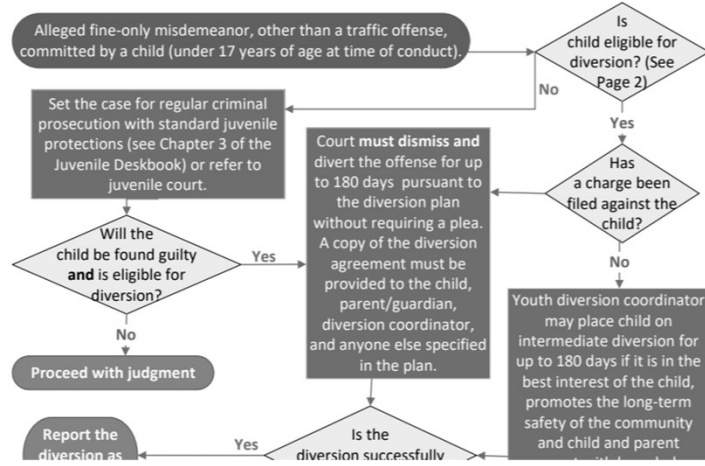 Alleged fine-only misdemeanor, other than a traffic offense,
committed by a child (under 17 years of age at time of conduct).
Is
child eligible for
diversion? (See
Page 2)
No
Yes
Set the case for regular criminal
prosecution with standard juvenile
protections (see Chapter 3 of the
Juvenile Deskbook) or refer to
juvenile court.
Court must dismiss and
divert the offense for up
to 180 days pursuant to
the diversion plan
without requiring a plea.
A copy of the diversion
agreement must be
provided to the child,
parent/guardian,
diversion coordinator,
and anyone else specified
in the plan.
Has
a charge been
filed against the
child?
Will the
child be found guilty
and is eligible for
diversion?
Yes
No
No
Proceed with judgment
Youth diversion coordinator
may place child on
intermediate diversion for
up to 180 days if it is in the
best interest of the child,
promotes the long-term
safety of the community
and child and parent
Report the
diversion as
Yes
Is the
diversion successfully